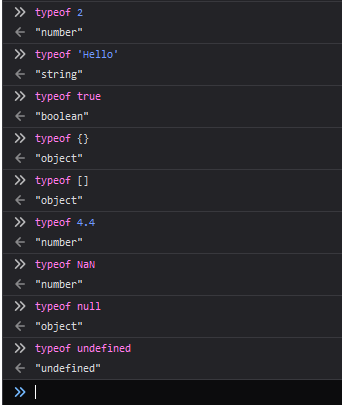 typeof 2
"number"
typeof 'Hello'
"string"
typeof true
"boolean"
typeof {}
"object"
typeof []
"object"
typeof 4.4
"number"
typeof NaN
"number"
typeof null
"object"
typeof undefined
"undefined"